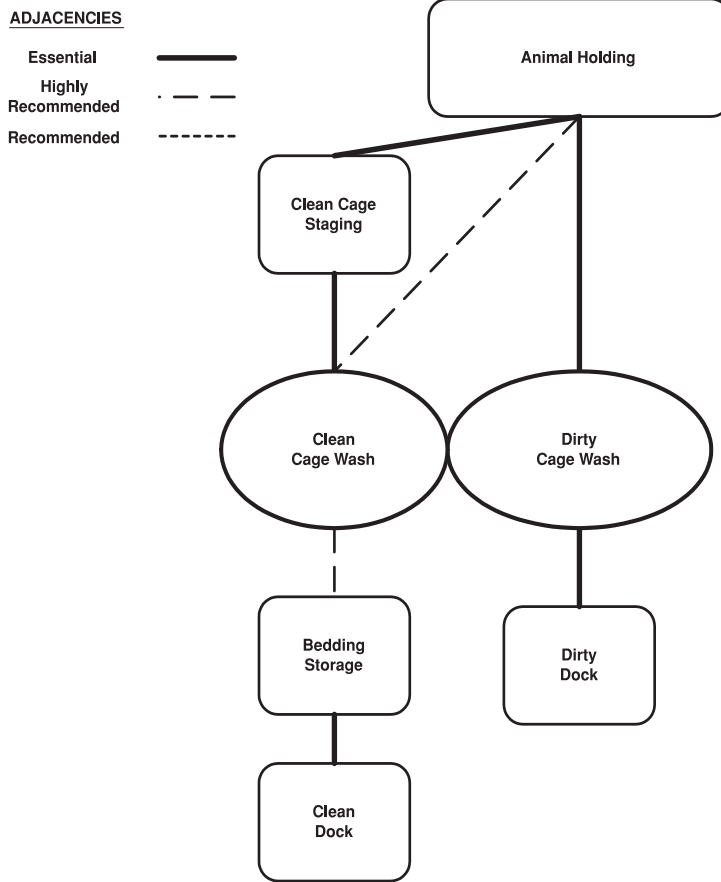 ADJACENCIES
Essential
Highly
Recommended
Recommended
Animal Holding
Clean Cage
Staging
Clean
Cage Wash
Dirty
Cage Wash
Bedding
Storage
Dirty
Dock
Clean
Dock